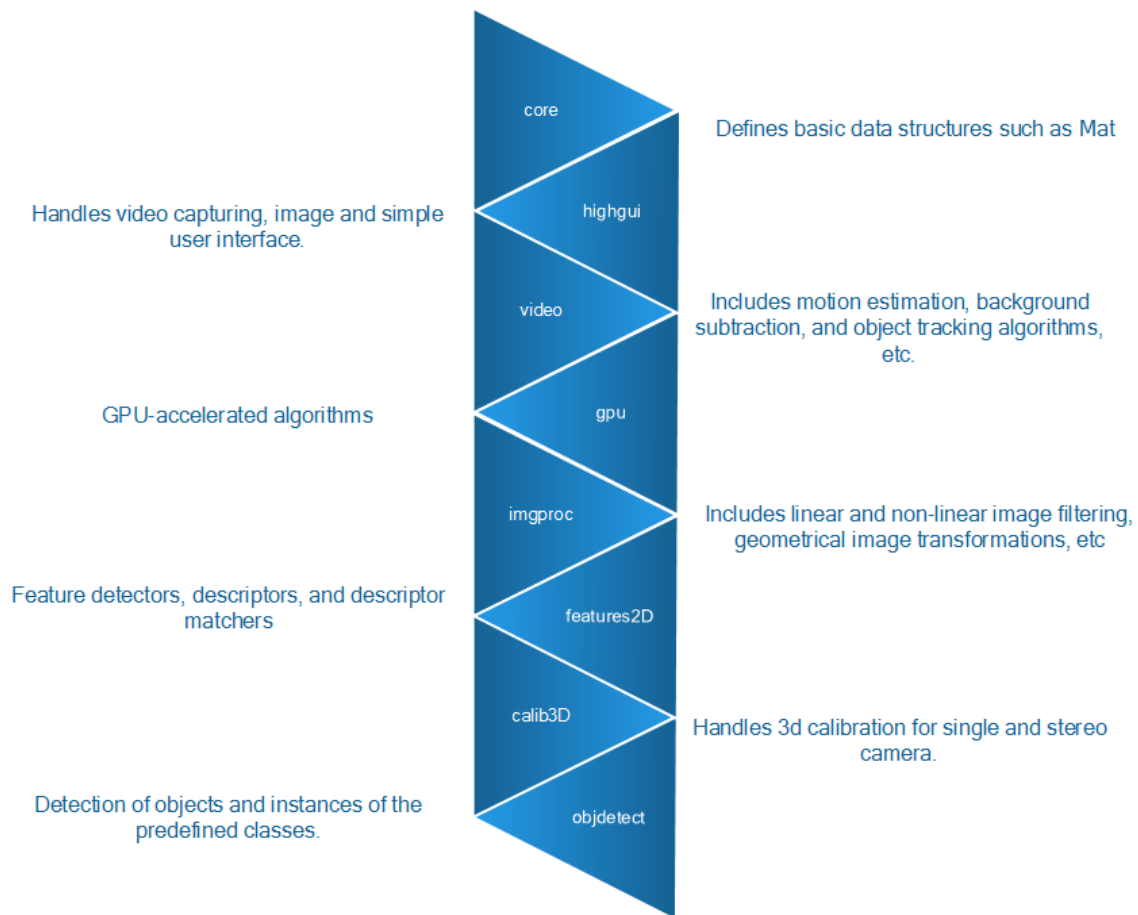 core
Defines basic data structures such as Mat
Handles video capturing, image and simple
user interface.
highgui
video
Includes motion estimation, background
subtraction, and object tracking algorithms,
etc.
GPU-accelerated algorithms
gpu
imgproc
Includes linear and non-linear image filtering,
geometrical image transformations, etc
Feature detectors, descriptors, and descriptor
matchers
features2D
calib3D
Handles 3d calibration for single and stereo
camera.
Detection of objects and instances of the
predefined classes.
objdetect